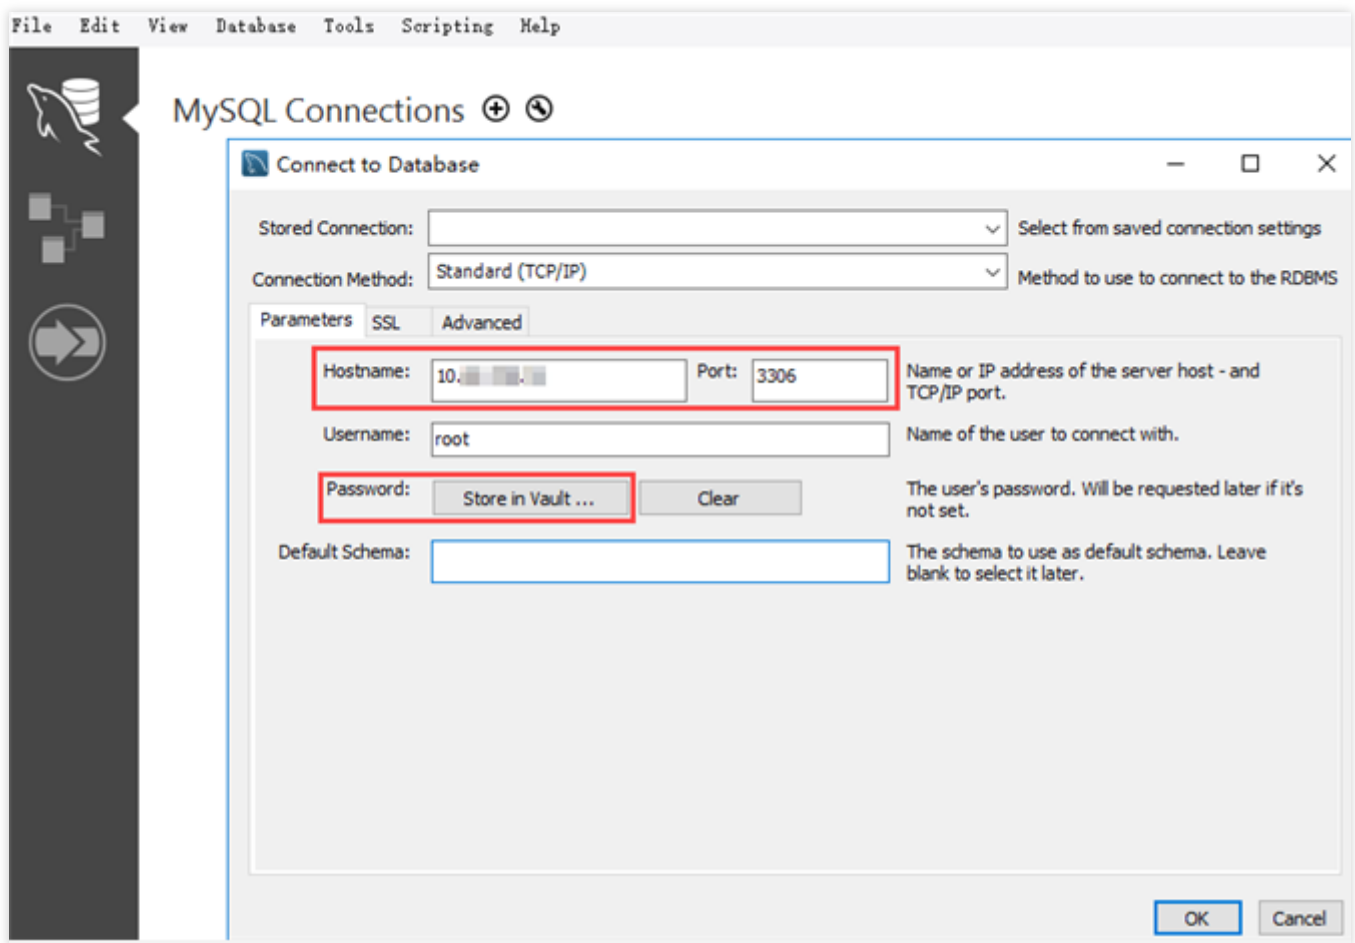 File Edit View Database Tools Scripting Help
MySQL Connections
Connect to Database
Stored Connection: Select from saved connection settings
Connection Method: Standard (TCP/IP) Method to use to connect to the RDBMS
Parameters SSL Advanced
Hostname: 10. . Port: 3306 Name or IP address of the server host - and
TCP/IP port.
Username: root Name of the user to connect with.
Password: Store in Vault ... Clear The user's password. Will be requested later if it's
not set.
Default Schema: The schema to use as default schema. Leave
blank to select it later.
OK Cancel